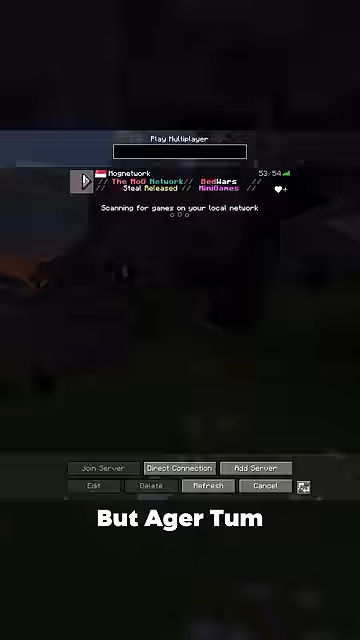 Play Multiplayer
Mognetwork 53/54
// The MoG Network// BedWars //
// Steal Released // MiniGames //
Scanning for games on your local network
o O o
Join Server Direct Connection Add Server
Edit Delete Refresh Cancel
But Ager Tum